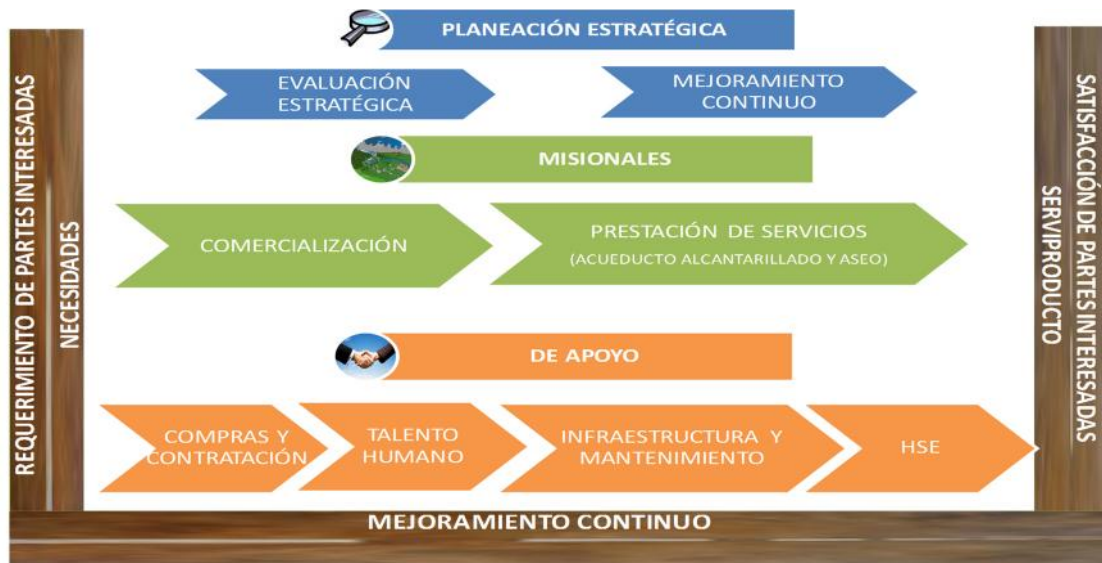 PLANEACIÓN ESTRATÉGICA
EVALUACIÓN
ESTRATÉGICA
MEJORAMIENTO
CONTINUO
MISIONALES
COMERCIALIZACIÓN
PRESTACIÓN DE SERVICIOS
(ACUEDUCTO ALCANTARILLADO Y ASEO)
DE APOYO
COMPRAS Y
CONTRATACIÓN
TALENTO
HUMANO
INFRAESTRUCTURA Y
MANTENIMIENTO
HSE
REQUERIMIENTO DE PARTES INTERESADAS
NECESIDADES
SATISFACCIÓN DE PARTES INTERESADAS
SERVIPRODUCTO
MEJORAMIENTO CONTINUO